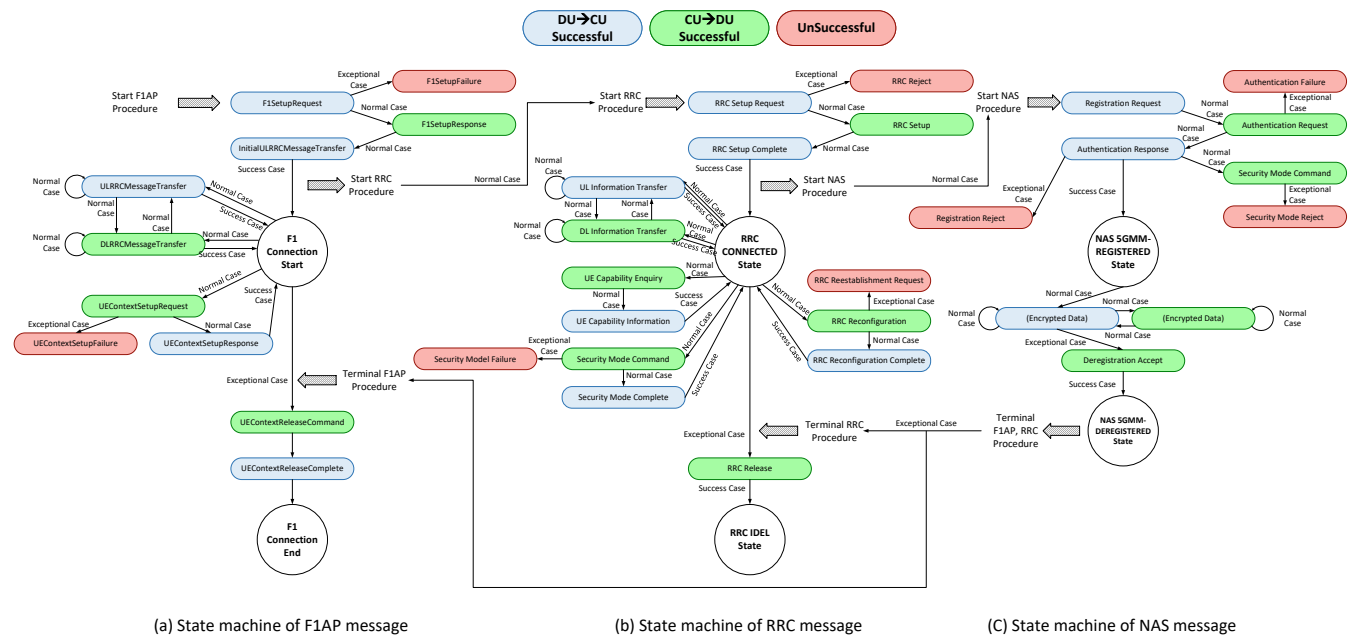 DU→CU
Successful
CU→DU
Successful
UnSuccessful
Start F1AP
Procedure
F1SetupRequest
Exceptional
Case
F1SetupFailure
Normal Case
F1SetupResponse
Normal Case
InitialULRRCMessageTransfer
Success Case
Start RRC
Procedure
Normal Case
Normal
Case
ULRRCMessageTransfer
Normal Case
Success Case
Normal
Case
Normal
Case
Normal
Case
DLRRCMessageTransfer
Normal Case
Success Case
F1
Connection
Start
Normal Case
Success
Case
UEContextSetupRequest
Exceptional Case
Normal
Case
UEContextSetupFailure
UEContextSetupResponse
Exceptional Case
Terminal F1AP
Procedure
UEContextReleaseCommand
UEContextReleaseComplete
F1
Connection
End
(a) State machine of F1AP message
Start RRC
Procedure
RRC Setup Request
Exceptional
Case
RRC Reject
Normal Case
RRC Setup
Normal Case
RRC Setup Complete
Success Case
Start NAS
Procedure
Normal Case
Normal
Case
UL Information Transfer
Normal Case
Success Case
Normal
Case
Normal
Case
Normal
Case
DL Information Transfer
Normal Case
Success Case
RRC
CONNECTED
State
UE Capability Enquiry
Normal
Case
Normal
Case
Success
Case
UE Capability Information
Normal Case
RRC Reestablishment Request
Exceptional Case
RRC Reconfiguration
Normal Case
Success Case
RRC Reconfiguration Complete
Normal Case
Security Model Failure
Exceptional
Case
Security Mode Command
Normal Case
Security Mode Complete
Success Case
Exceptional
Case
Terminal RRC
Procedure
Exceptional Case
RRC Release
Success Case
RRC IDEL
State
(b) State machine of RRC message
Start NAS
Procedure
Registration Request
Authentication Failure
Normal
Case
Exceptional
Case
Authentication Request
Normal
Case
Authentication Response
Normal
Case
Security Mode Command
Exceptional
Case
Exceptional
Case
Success Case
Registration Reject
Security Mode Reject
NAS 5GMM-
REGISTERED
State
Normal Case
Normal
Case
(Encrypted Data)
Normal Case
Normal
Case
(Encrypted Data)
Normal
Case
Exceptional Case
Deregistration Accept
Success Case
NAS 5GMM-
DEREGISTERED
State
Terminal
F1AP, RRC
Procedure
(C) State machine of NAS message